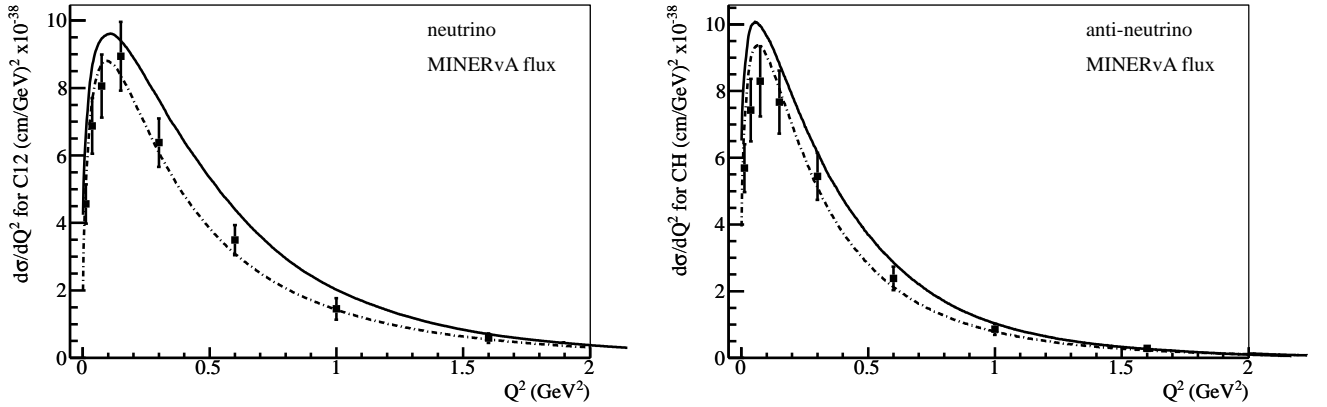 dσ/dQ² for C12 (cm/GeV)² x10⁻³⁸
10
8
6
4
2
0
neutrino
MINERvA flux
0 0.5 1 1.5 2
Q² (GeV²)
dσ/dQ² for CH (cm/GeV)² x10⁻³⁸
10
8
6
4
2
0
anti-neutrino
MINERvA flux
0 0.5 1 1.5 2
Q² (GeV²)